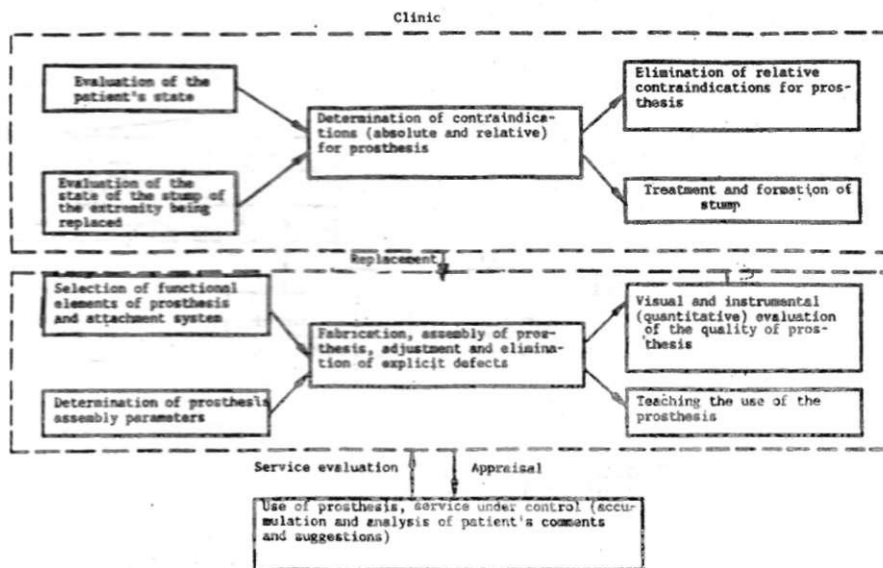 Clinic
Evaluation of the
patient's state
Evaluation of the
state of the stump of
the extremity being
replaced
Determination of contraindica-
tions (absolute and relative)
for prosthesis
Elimination of relative
contraindications for pros-
thesis
Treatment and formation of
stump
Replacement
Selection of functional
elements of prosthesis
and attachment system
Determination of prosthesis
assembly parameters
Fabrication, assembly of pros-
thesis, adjustment and elimina-
tion of explicit defects
Visual and instrumental
(quantitative) evaluation
of the quality of pros-
thesis
Teaching the use of the
prosthesis
Service evaluation
Appraisal
Use of prosthesis, service under control (accu-
mulation and analysis of patient's comments
and suggestions)